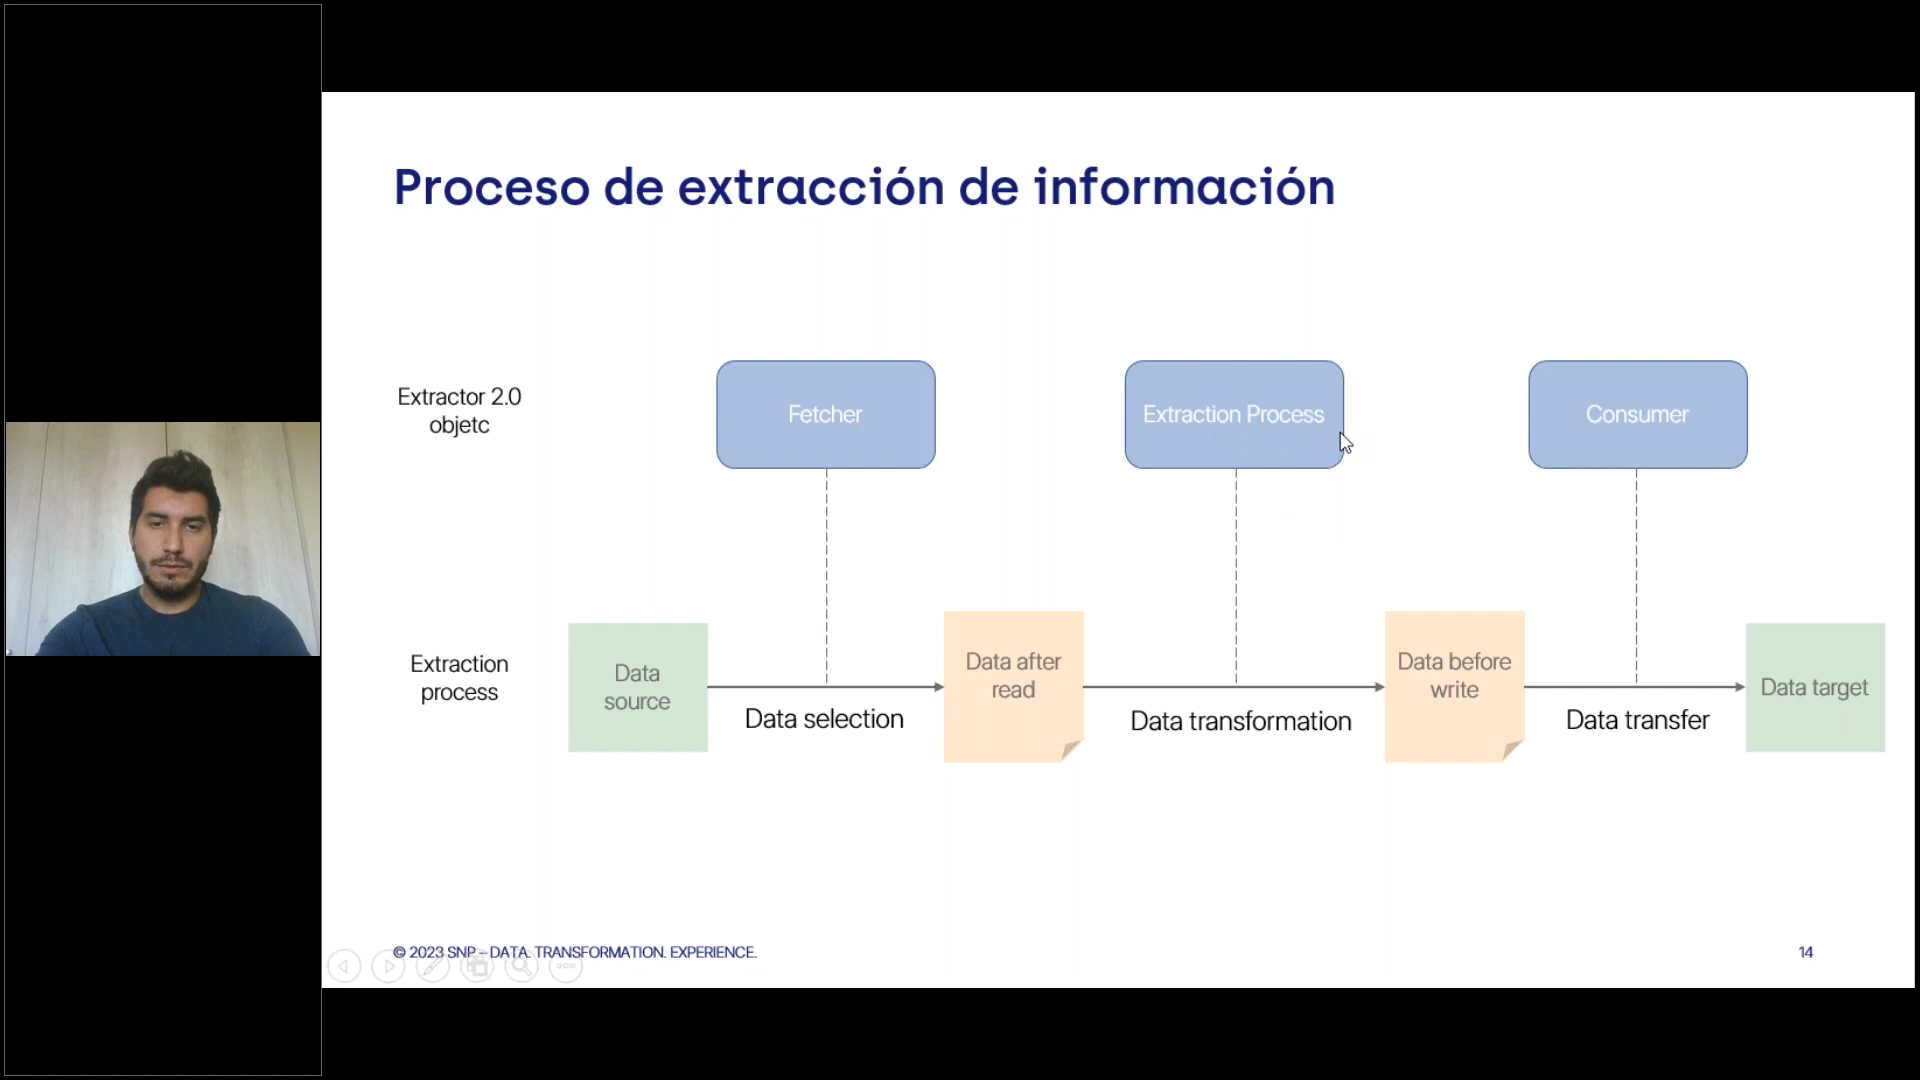 Proceso de extracción de información
Extractor 2.0
objetc
Fetcher
Extraction Process
Consumer
Extraction
process
Data
source
Data selection
Data after
read
Data transformation
Data before
write
Data transfer
Data target
© 2023 SNP – DATA. TRANSFORMATION. EXPERIENCE.
14